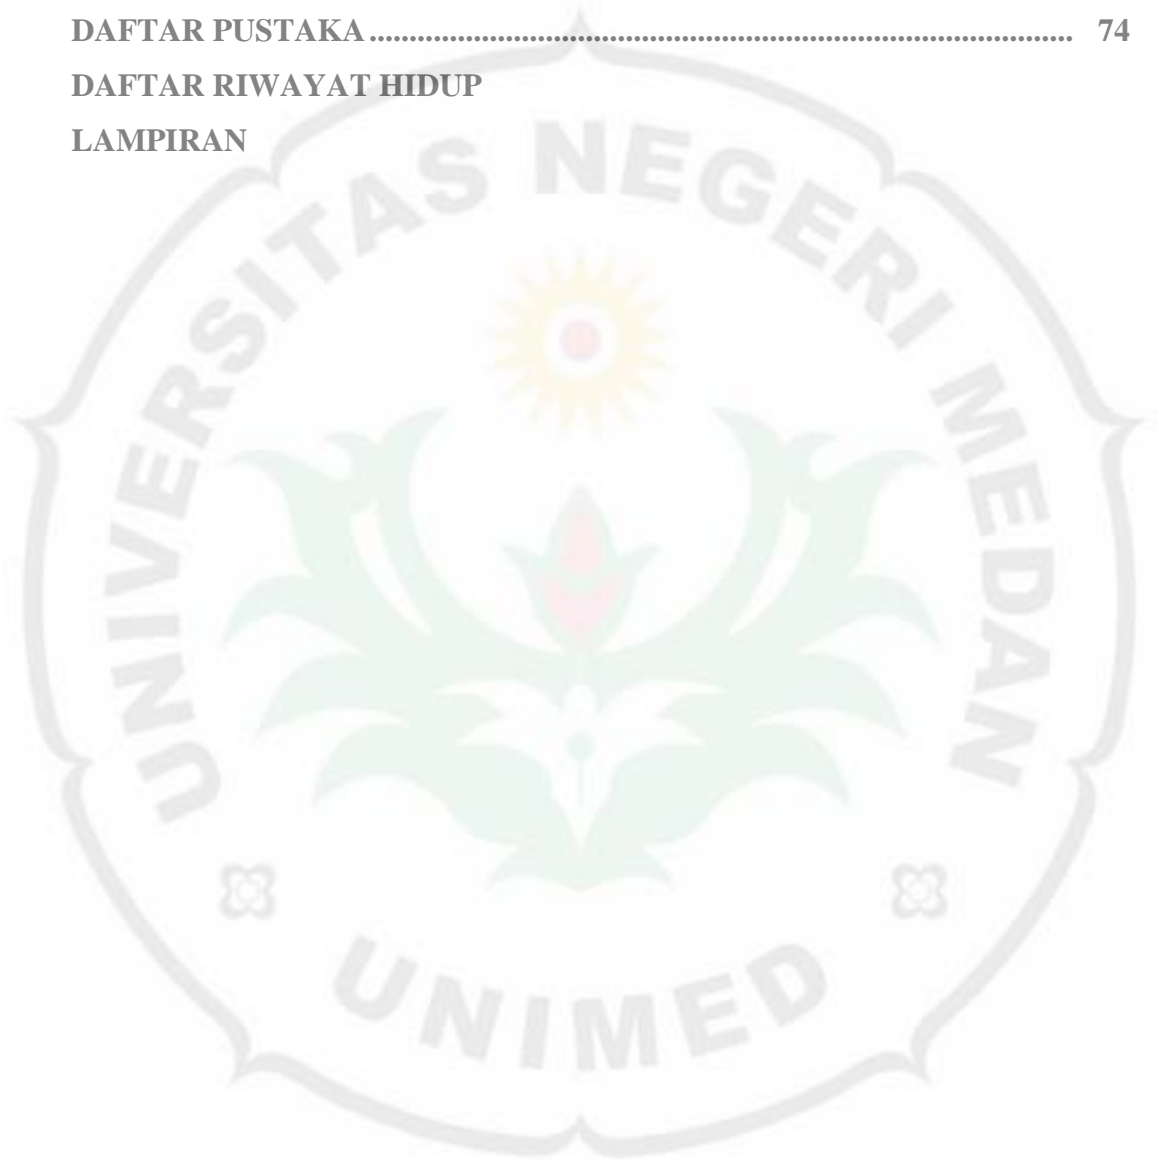 DAFTAR PUSTAKA ........................................................................................ 74
DAFTAR RIWAYAT HIDUP
LAMPIRAN
UNIVERSITAS NEGERI MEDAN
UNIMED